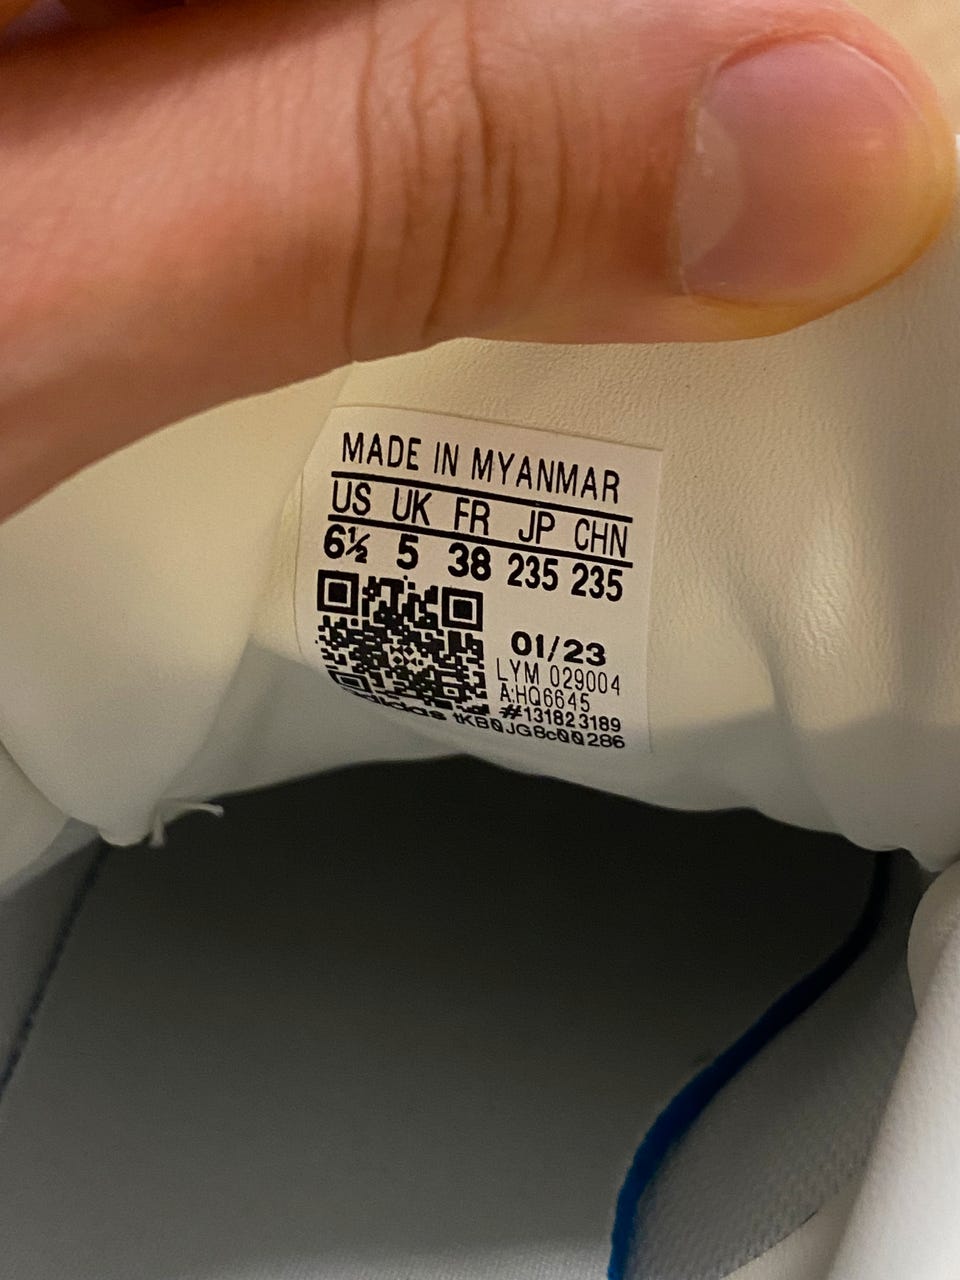 MADE IN MYANMAR
US UK FR JP CHN
6½ 5 38 235 235
01/23
LYM 029004
A:HQ6645
#131823189
adidas tKB0JG8c00286